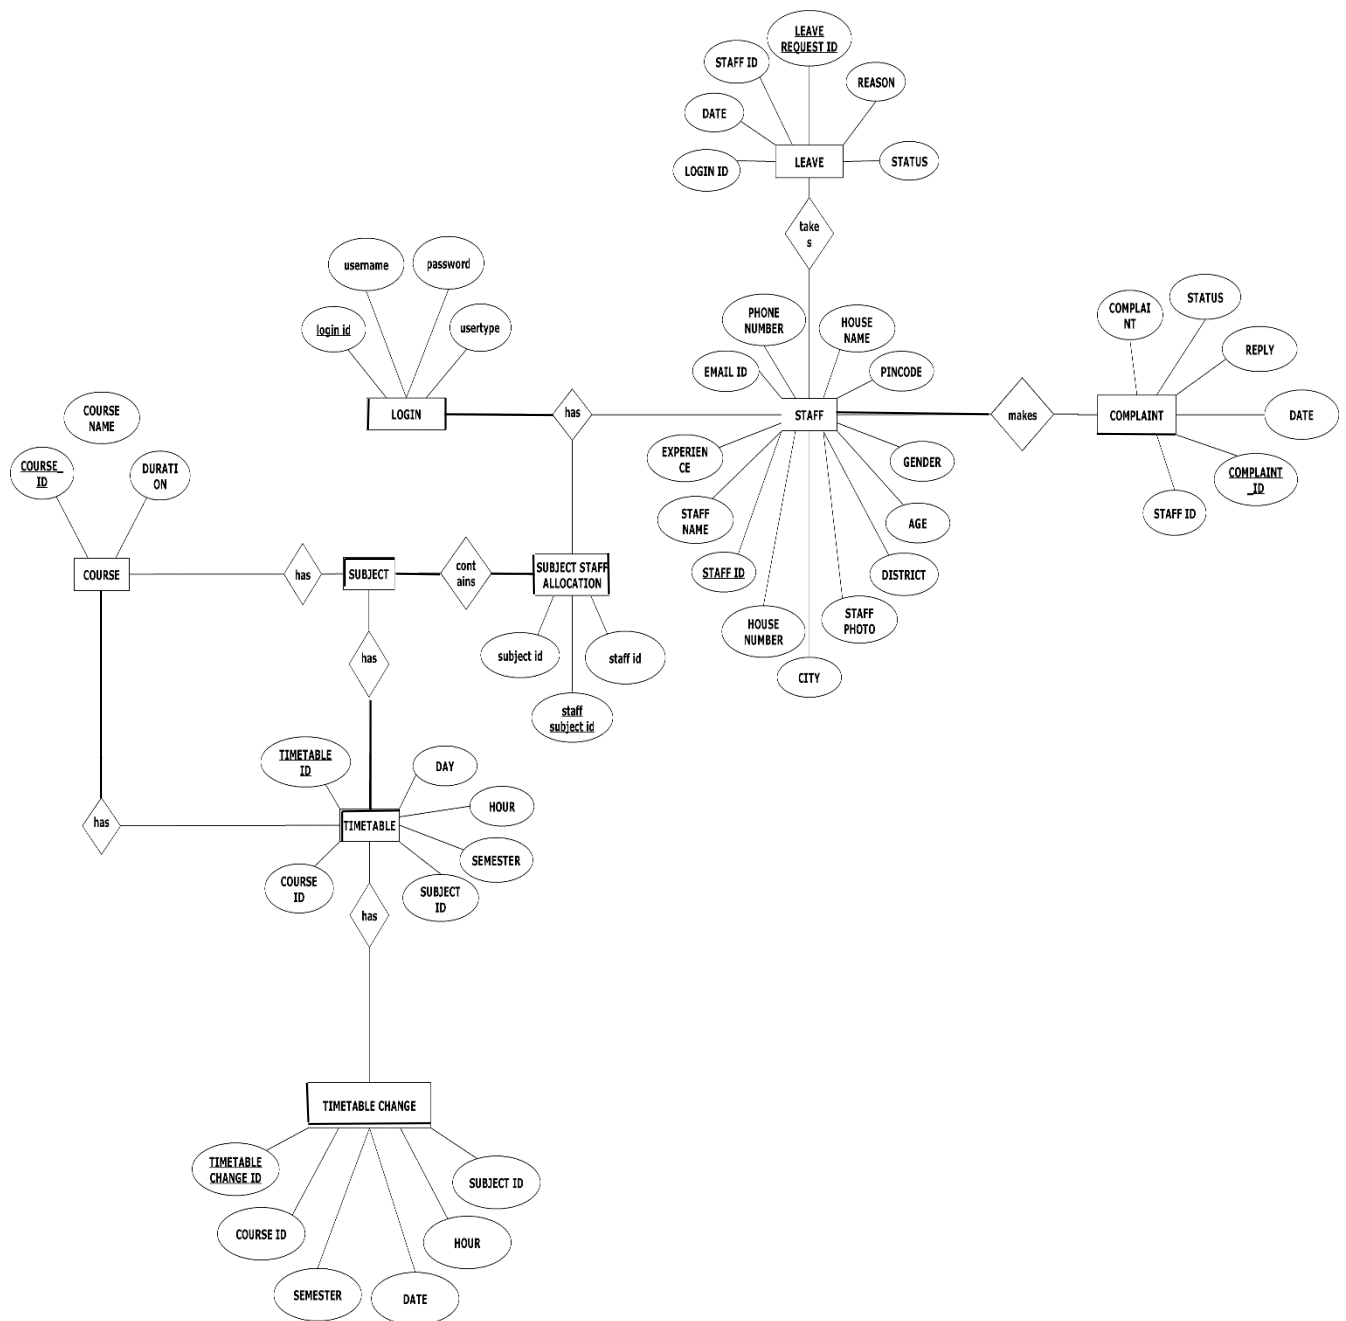 LEAVE
REQUEST ID
STAFF ID
REASON
DATE
LOGIN ID
LEAVE
STATUS
take
s
username
password
login id
usertype
LOGIN
has
PHONE
NUMBER
HOUSE
NAME
EMAIL ID
PINCODE
STAFF
EXPERIEN
CE
GENDER
STAFF
NAME
AGE
STAFF ID
DISTRICT
HOUSE
NUMBER
STAFF
PHOTO
CITY
makes
COMPLAI
NT
STATUS
REPLY
COMPLAINT
DATE
COMPLAINT
_ID
STAFF ID
COURSE
NAME
COURSE_
ID
DURATI
ON
COURSE
has
SUBJECT
cont
ains
SUBJECT STAFF
ALLOCATION
subject id
staff id
staff
subject id
has
TIMETABLE
ID
DAY
HOUR
has
TIMETABLE
SEMESTER
COURSE
ID
SUBJECT
ID
has
TIMETABLE CHANGE
TIMETABLE
CHANGE ID
SUBJECT ID
COURSE ID
HOUR
SEMESTER
DATE